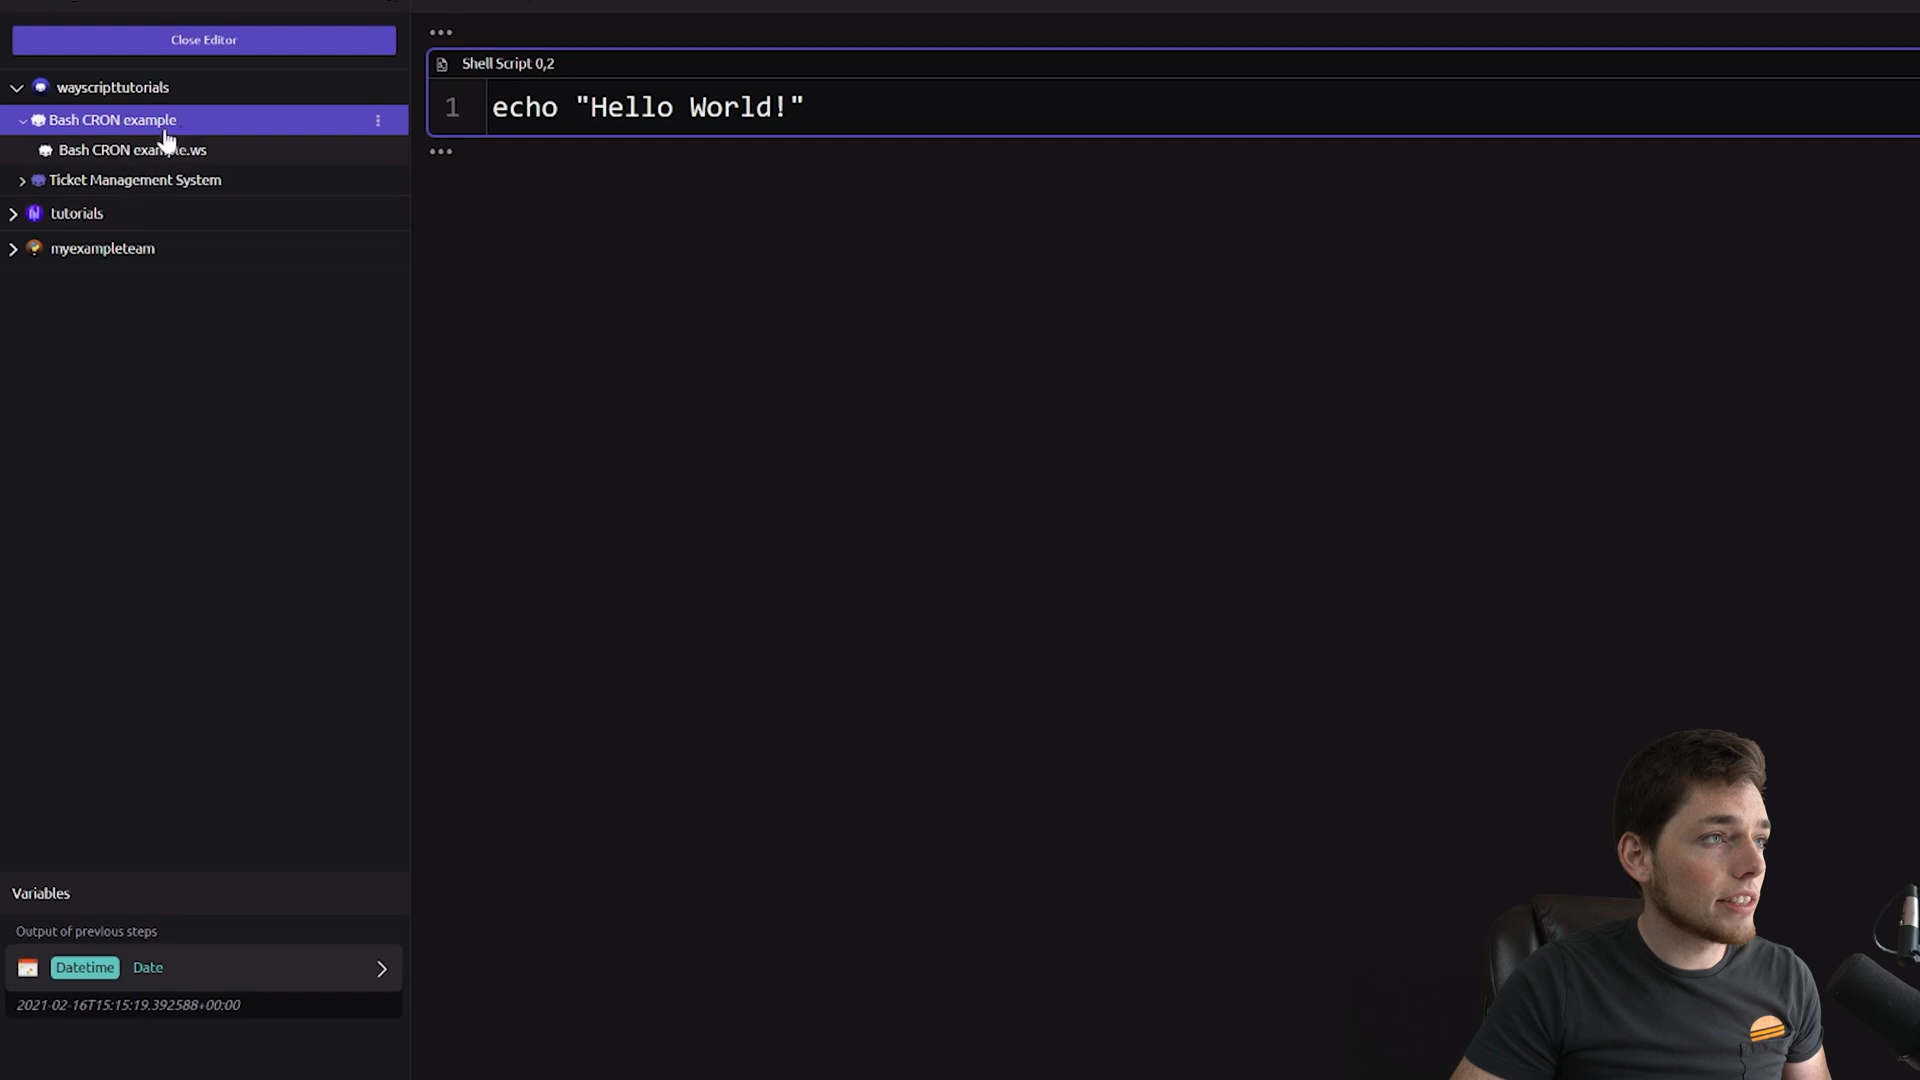 Close Editor
wayscripttutorials
Bash CRON example
Bash CRON example.ws
Ticket Management System
tutorials
myexampleteam
Shell Script 0,2
1 echo "Hello World!"
Variables
Output of previous steps
Datetime Date
2021-02-16T15:15:19.392588+00:00